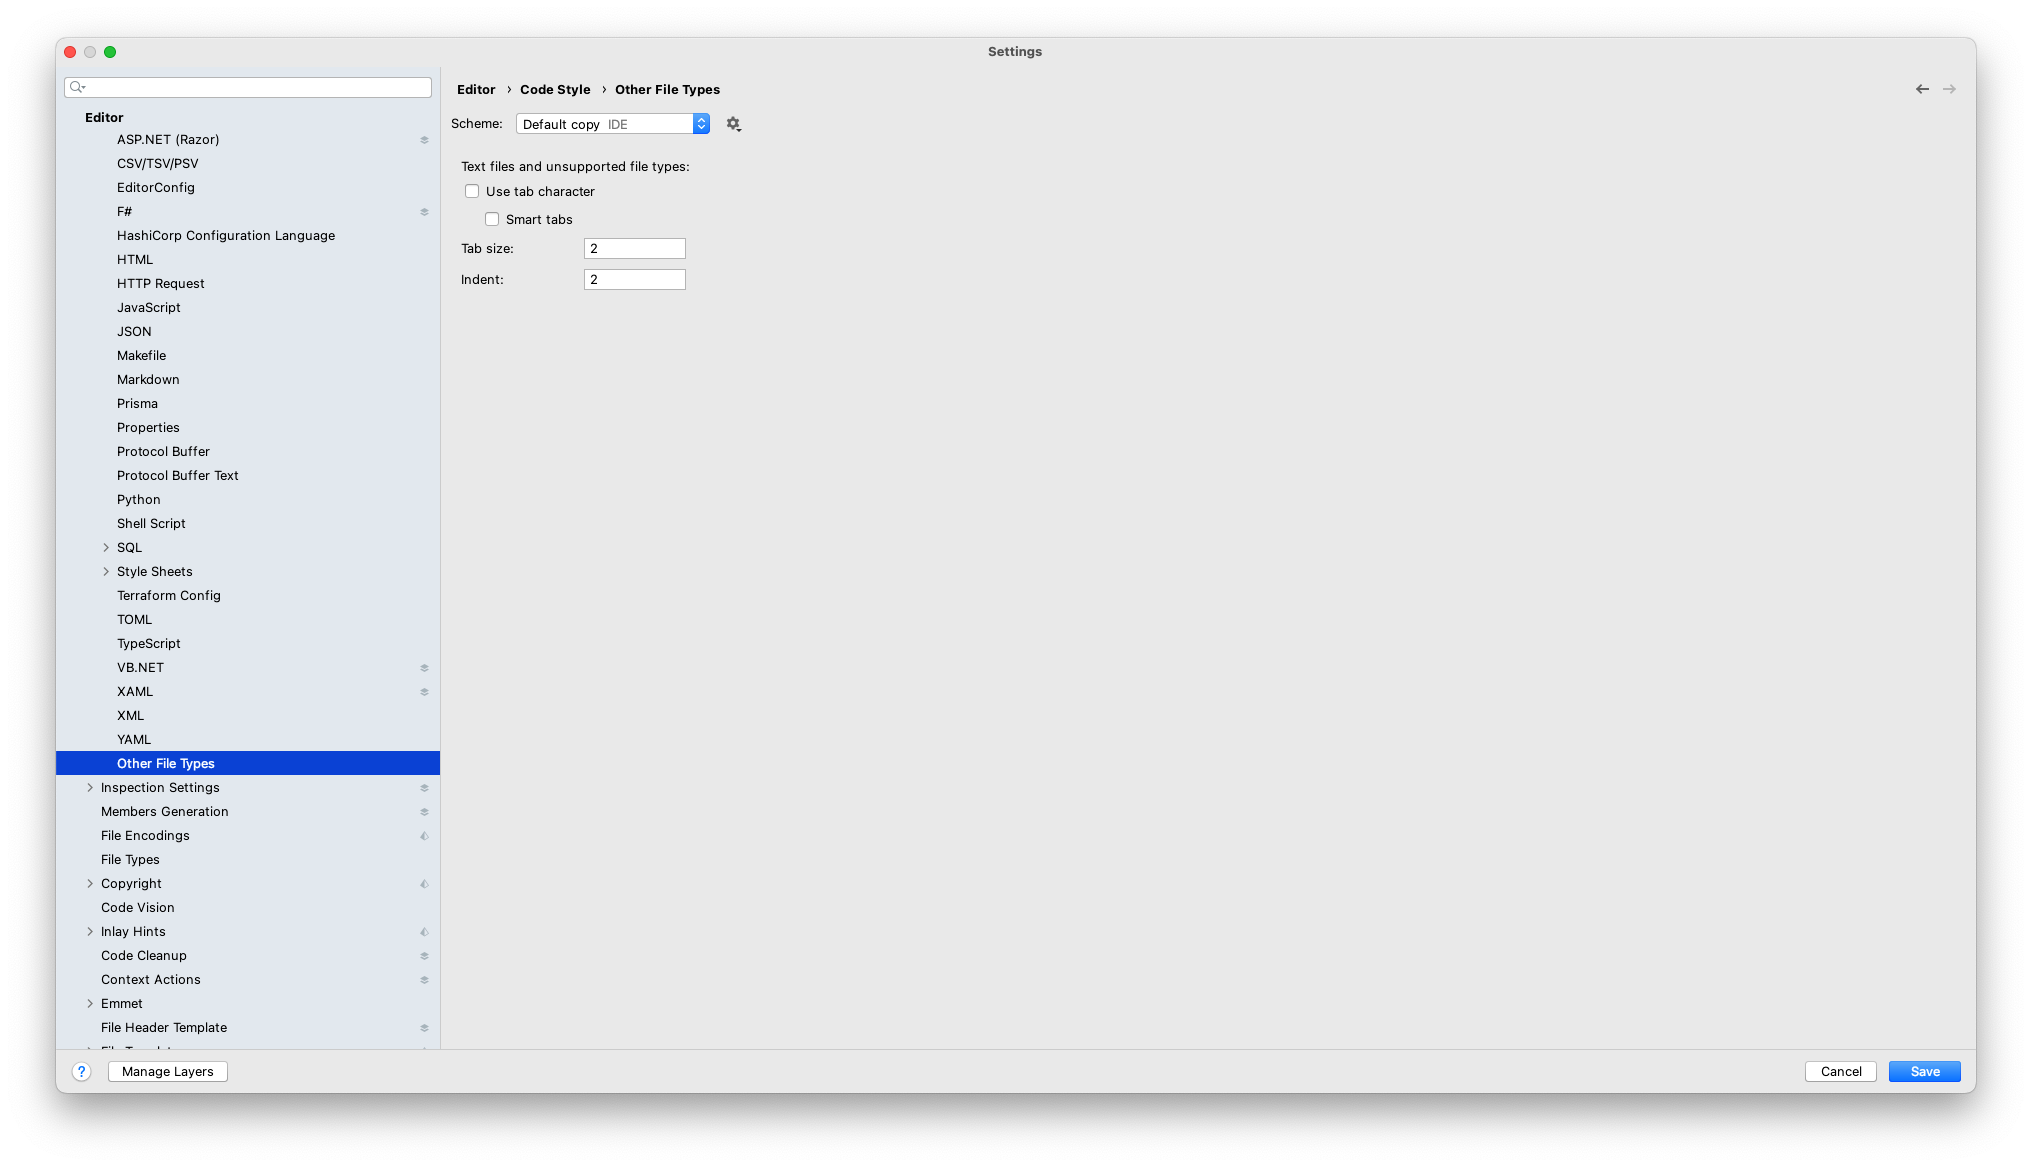 Settings
Editor
ASP.NET (Razor)
CSV/TSV/PSV
EditorConfig
F#
HashiCorp Configuration Language
HTML
HTTP Request
JavaScript
JSON
Makefile
Markdown
Prisma
Properties
Protocol Buffer
Protocol Buffer Text
Python
Shell Script
SQL
Style Sheets
Terraform Config
TOML
TypeScript
VB.NET
XAML
XML
YAML
Other File Types
Inspection Settings
Members Generation
File Encodings
File Types
Copyright
Code Vision
Inlay Hints
Code Cleanup
Context Actions
Emmet
File Header Template
Editor › Code Style › Other File Types
Scheme: Default copy IDE
Text files and unsupported file types:
Use tab character
Smart tabs
Tab size: 2
Indent: 2
? Manage Layers
Cancel Save